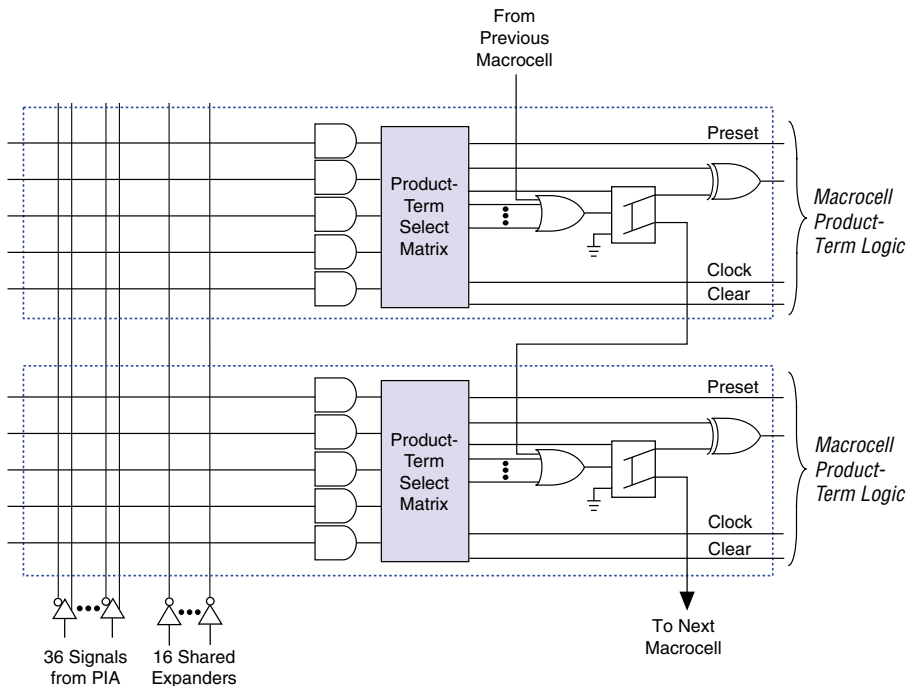 From
Previous
Macrocell
Preset
Product-
Term
Select
Matrix
Macrocell
Product-
Term Logic
Clock
Clear
Preset
Product-
Term
Select
Matrix
Macrocell
Product-
Term Logic
Clock
Clear
36 Signals
from PIA
16 Shared
Expanders
To Next
Macrocell